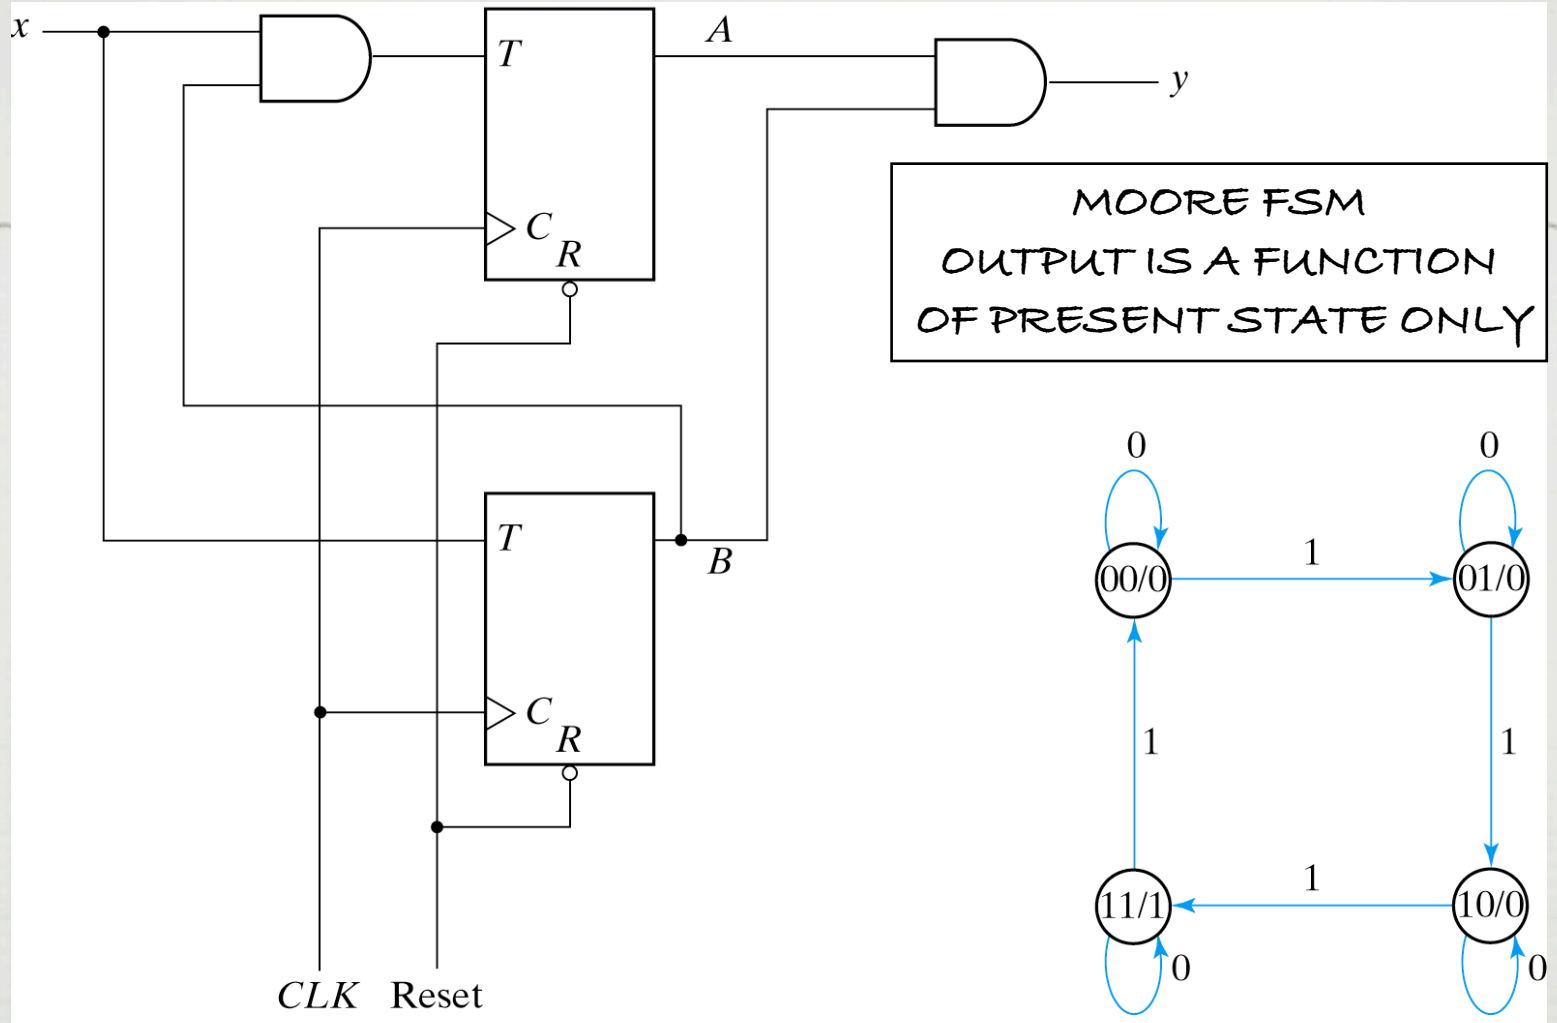 x
T
A
y
C
R
MOORE FSM
OUTPUT IS A FUNCTION
OF PRESENT STATE ONLY
T
B
C
R
CLK Reset
0 0
00/0 1 01/0
1 1
11/1 1 10/0
0 0